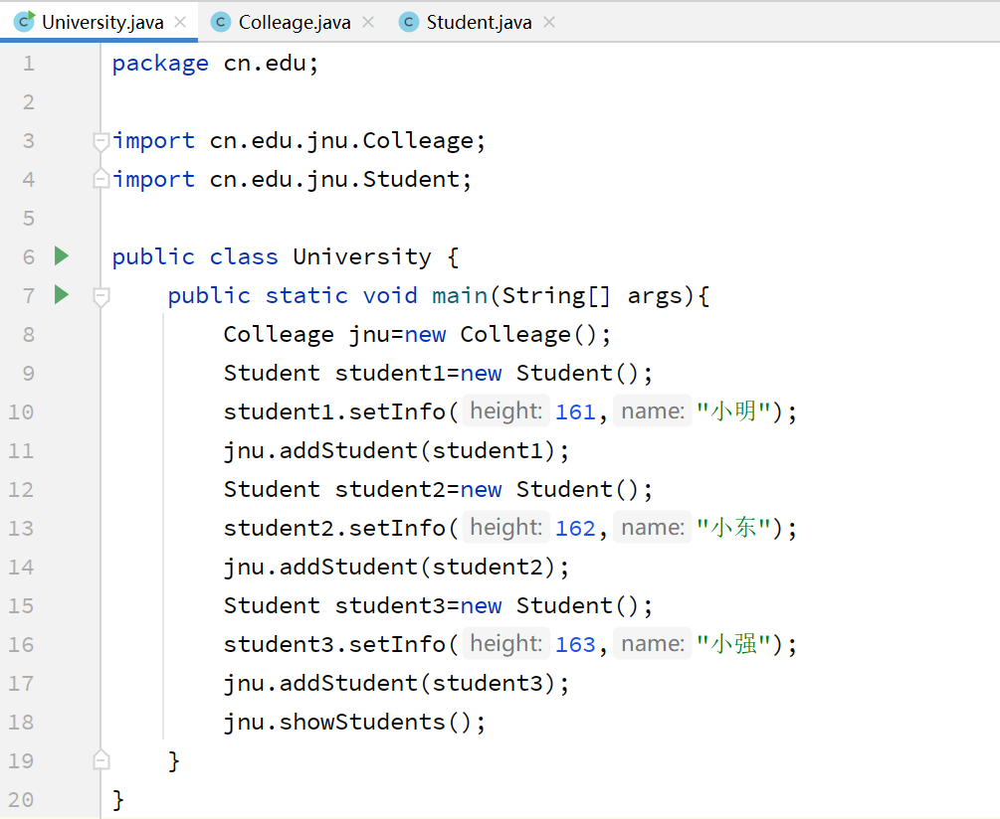 University.java Colleage.java Student.java
1 package cn.edu;
2
3 import cn.edu.jnu.Colleage;
4 import cn.edu.jnu.Student;
5
6 public class University {
7 public static void main(String[] args){
8 Colleage jnu=new Colleage();
9 Student student1=new Student();
10 student1.setInfo( height: 161, name: "小明");
11 jnu.addStudent(student1);
12 Student student2=new Student();
13 student2.setInfo( height: 162, name: "小东");
14 jnu.addStudent(student2);
15 Student student3=new Student();
16 student3.setInfo( height: 163, name: "小强");
17 jnu.addStudent(student3);
18 jnu.showStudents();
19 }
20 }